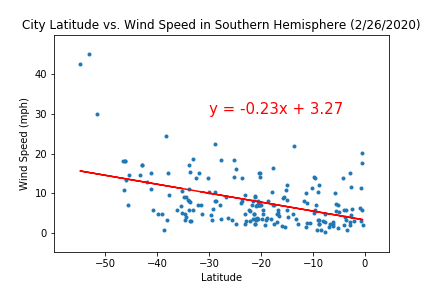 City Latitude vs. Wind Speed in Southern Hemisphere (2/26/2020)
y = -0.23x + 3.27
Wind Speed (mph)
40
30
20
10
0
−50
−40
−30
−20
−10
0
Latitude